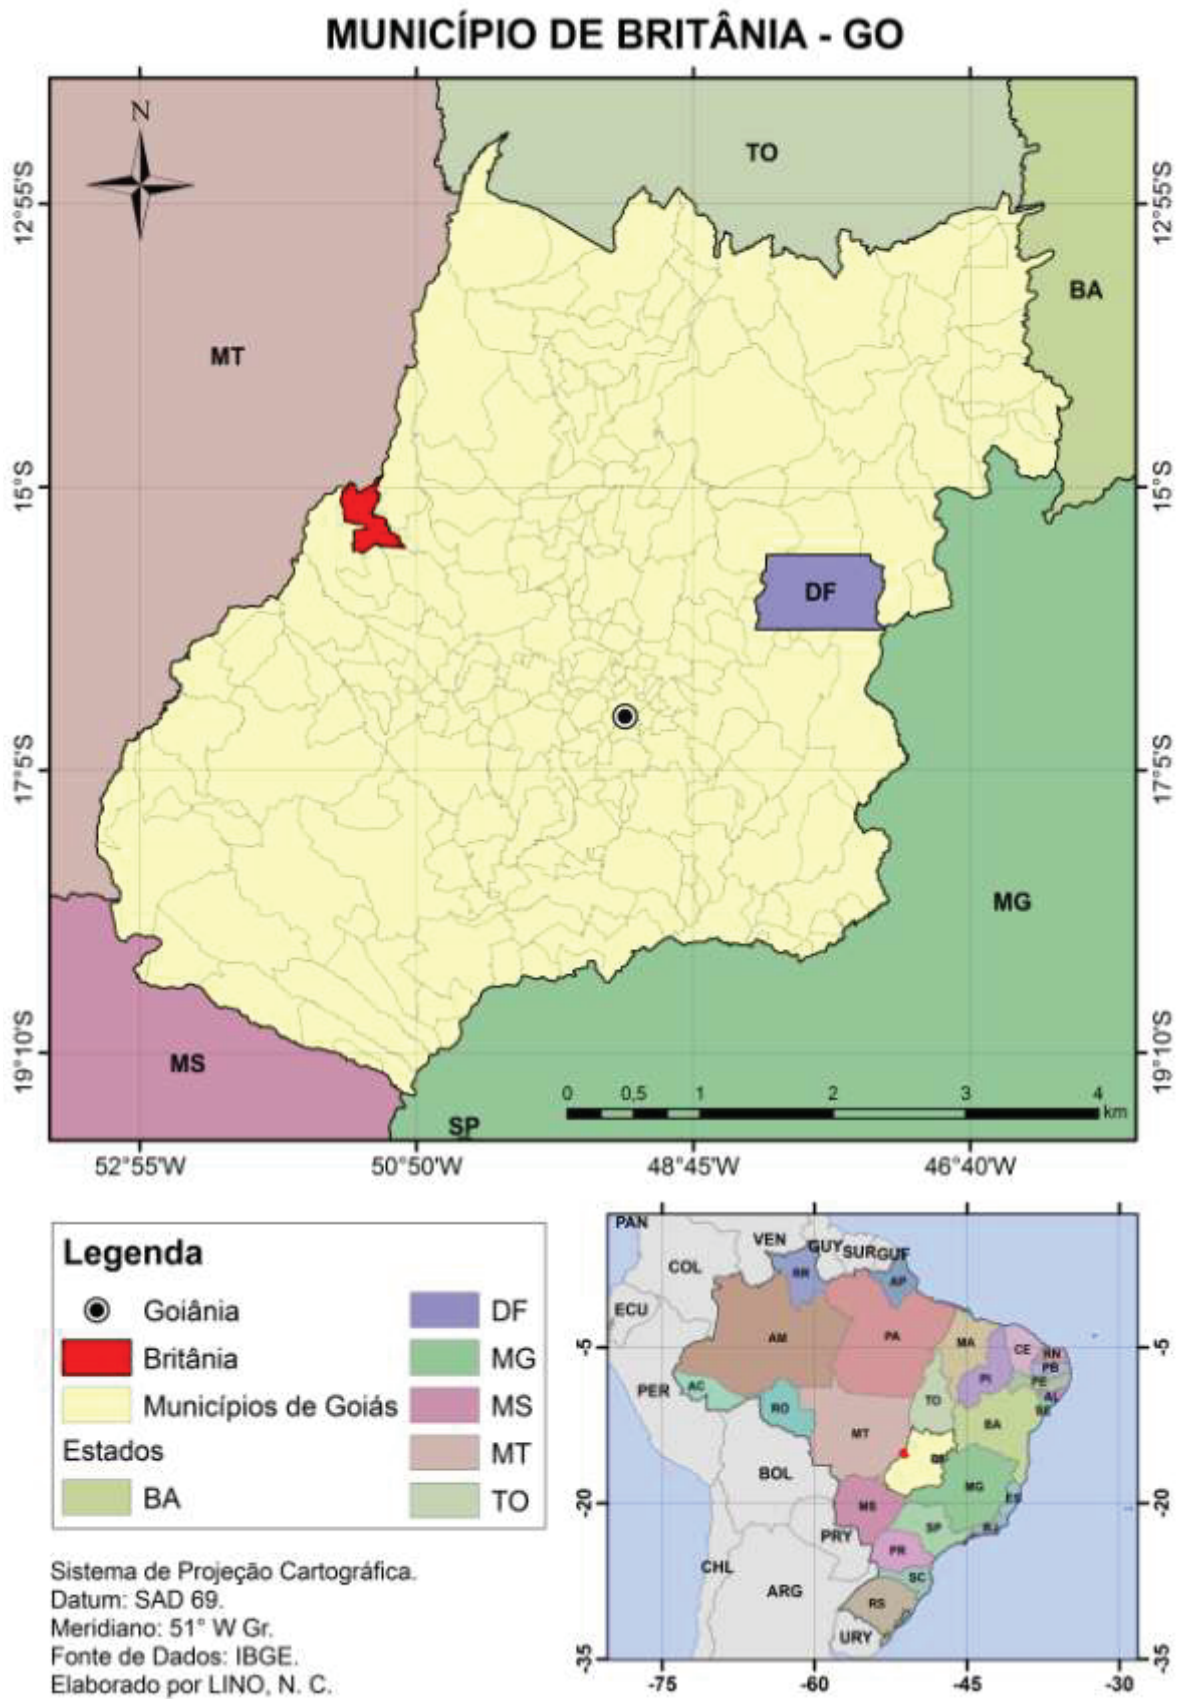 MUNICÍPIO DE BRITÂNIA - GO
N
TO
BA
MT
DF
MG
MS
SP
12°55'S
15°S
17°5'S
19°10'S
12°55'S
15°S
17°5'S
19°10'S
0 0,5 1 2 3 4
km
52°55'W 50°50'W 48°45'W 46°40'W
Legenda
Goiânia
Britânia
Municípios de Goiás
Estados
BA
DF
MG
MS
MT
TO
Sistema de Projeção Cartográfica.
Datum: SAD 69.
Meridiano: 51° W Gr.
Fonte de Dados: IBGE.
Elaborado por LINO, N. C.
PAN
VEN
GUY
SUR
GUF
COL
RR
AP
ECU
AM
PA
MA
CE
RN
PB
PI
PE
AL
SE
PER
AC
RO
TO
BA
MT
BOL
MG
ES
MS
SP
RJ
PRY
PR
CHL
SC
ARG
RS
URY
-5
-20
-35
-5
-20
-35
-75 -60 -45 -30